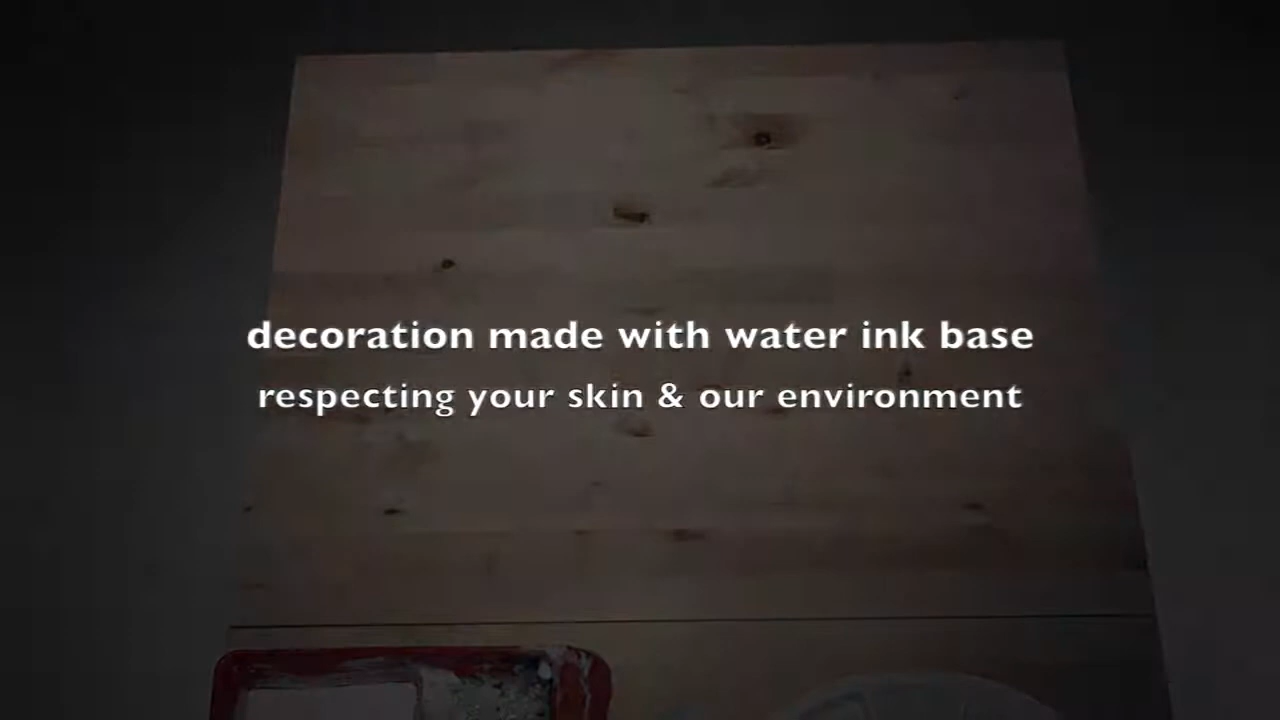 decoration made with water ink base
respecting your skin & our environment